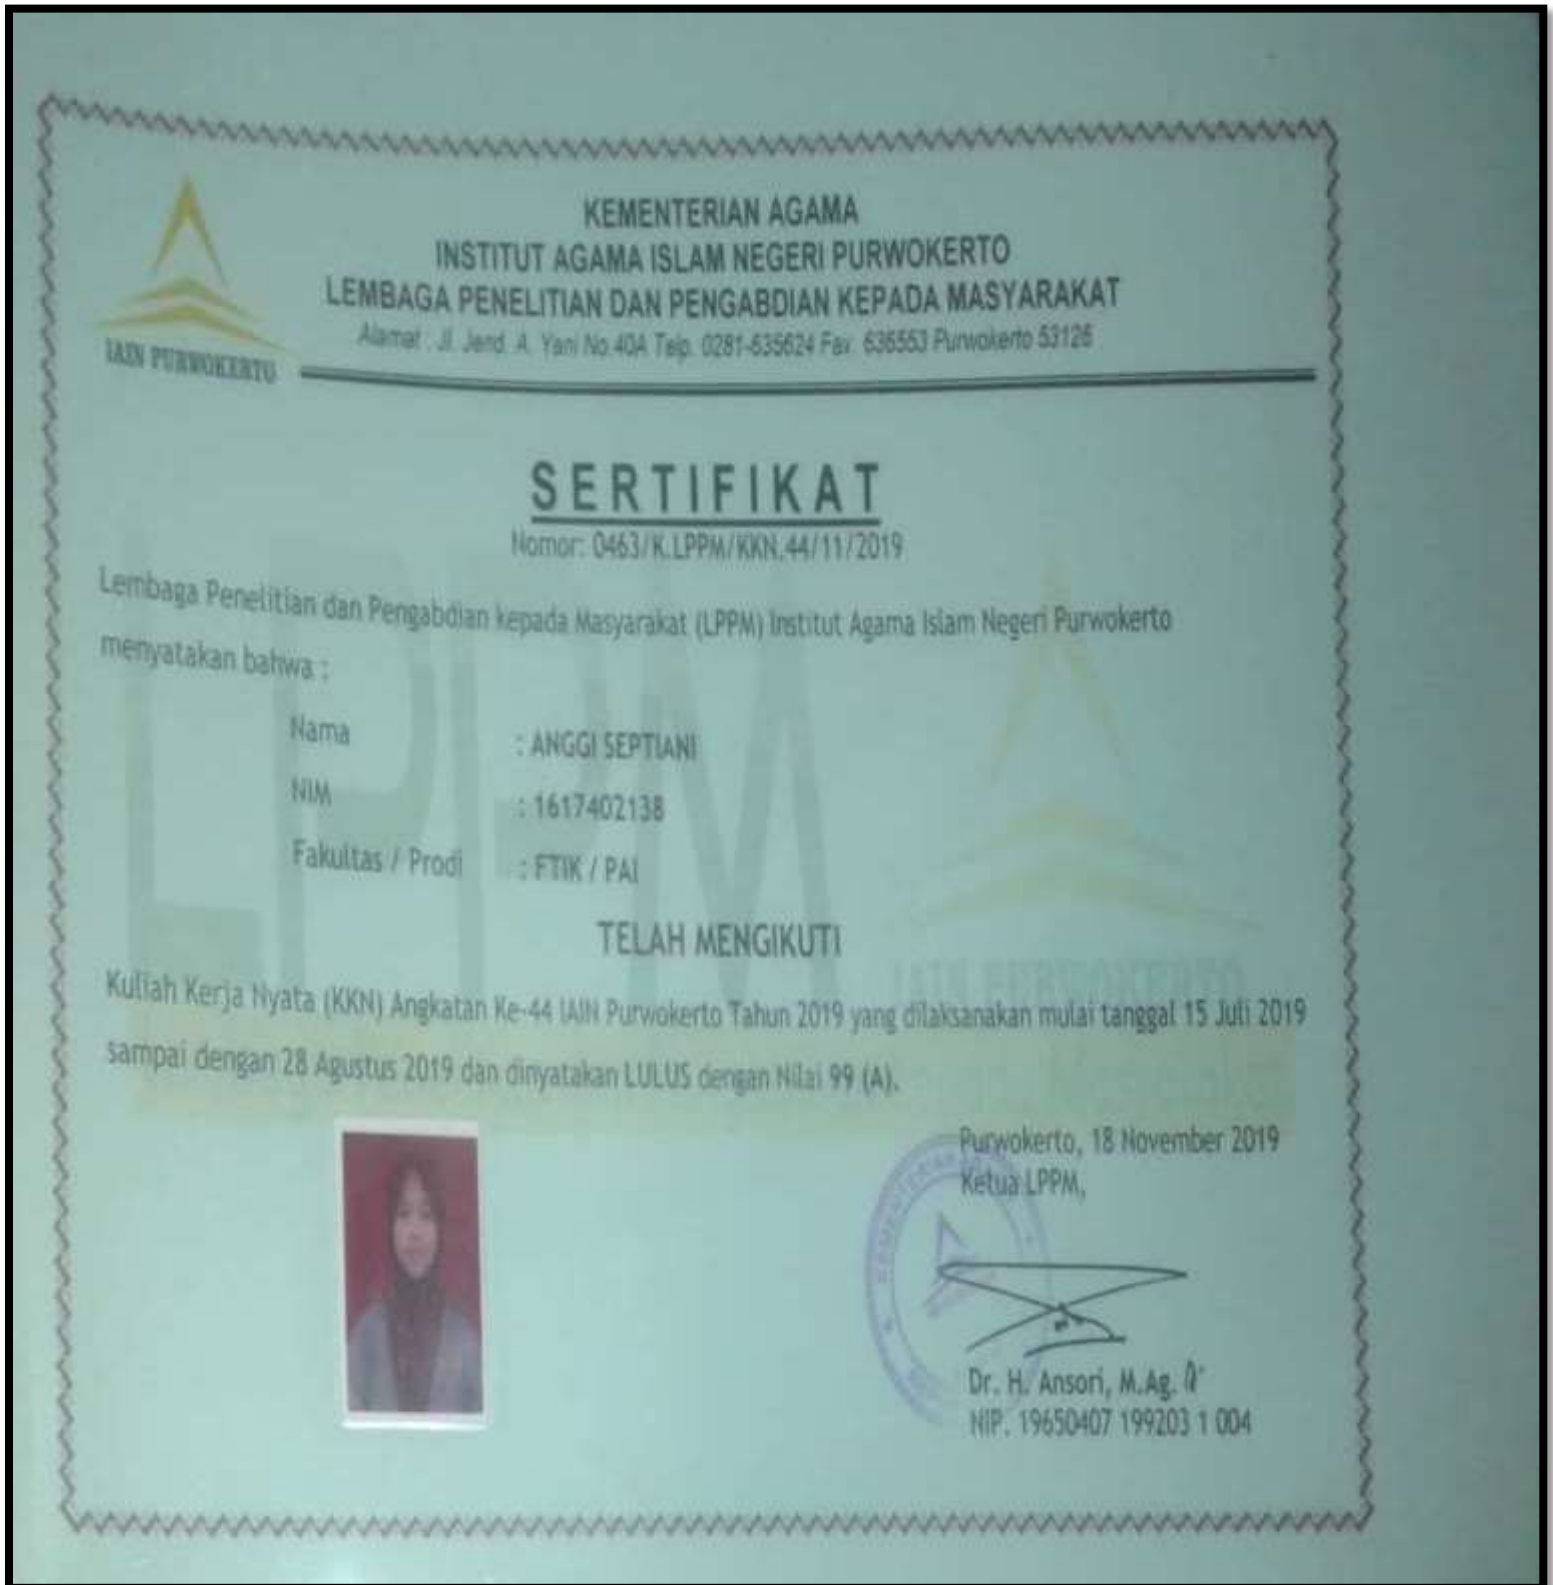 KEMENTERIAN AGAMA
INSTITUT AGAMA ISLAM NEGERI PURWOKERTO
LEMBAGA PENELITIAN DAN PENGABDIAN KEPADA MASYARAKAT
Alamat : Jl. Jend. A. Yani No.40A Telp. 0281-635624 Fax. 636553 Purwokerto 53126
IAIN PURWOKERTO
SERTIFIKAT
Nomor: 0463/K.LPPM/KKN.44/11/2019
Lembaga Penelitian dan Pengabdian kepada Masyarakat (LPPM) Institut Agama Islam Negeri Purwokerto
menyatakan bahwa :
Nama : ANGGI SEPTIANI
NIM : 1617402138
Fakultas / Prodi : FTIK / PAI
TELAH MENGIKUTI
Kuliah Kerja Nyata (KKN) Angkatan Ke-44 IAIN Purwokerto Tahun 2019 yang dilaksanakan mulai tanggal 15 Juli 2019
sampai dengan 28 Agustus 2019 dan dinyatakan LULUS dengan Nilai 99 (A).
LPPM
IAIN PURWOKERTO
Purwokerto, 18 November 2019
Ketua LPPM,
KEMENTERIAN
Dr. H. Ansori, M.Ag.
NIP. 19650407 199203 1 004